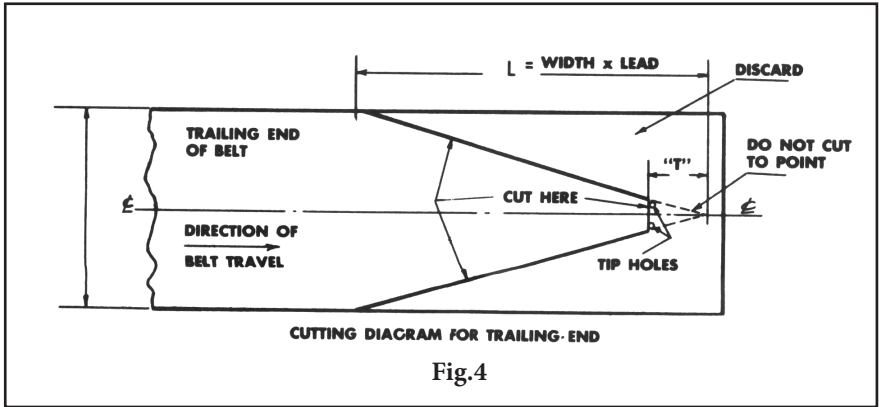 L = WIDTH x LEAD
DISCARD
TRAILING END
OF BELT
DO NOT CUT
TO POINT
"T"
CUT HERE
℄
℄
DIRECTION OF
BELT TRAVEL
TIP HOLES
CUTTING DIAGRAM FOR TRAILING-END
Fig.4